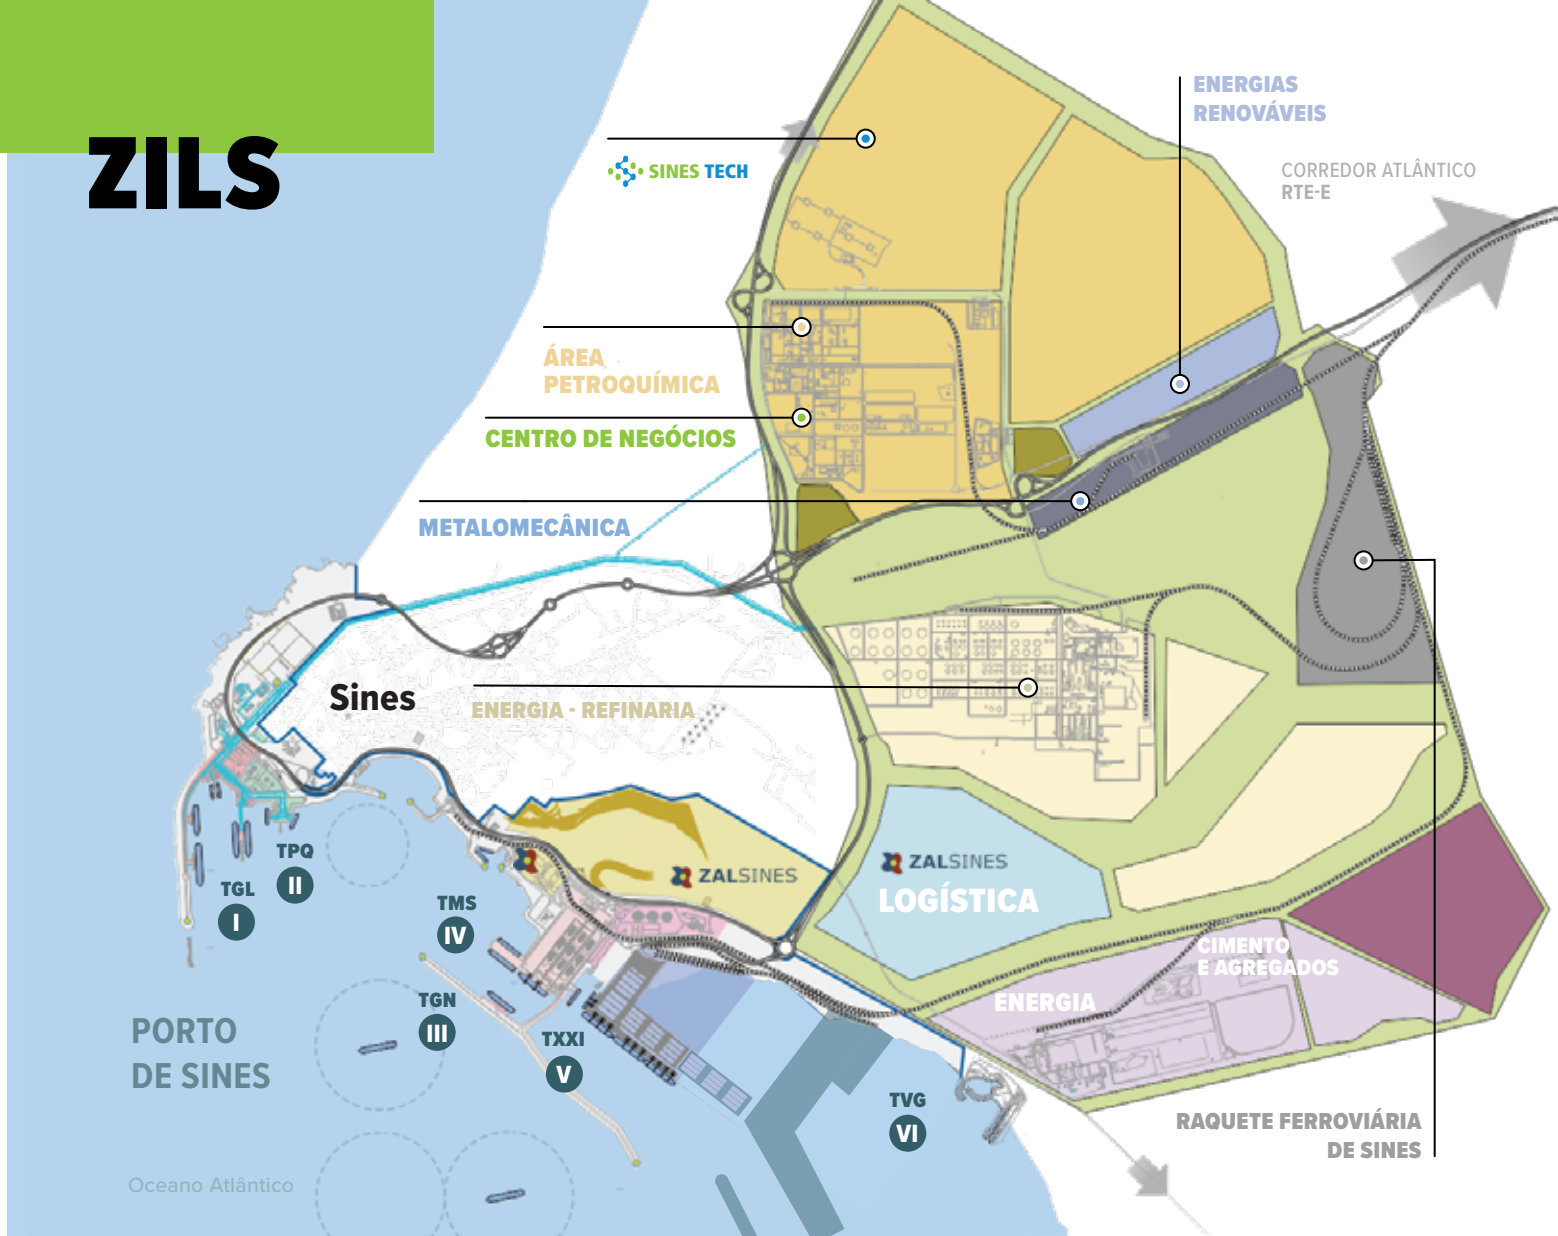 ZILS
SINES TECH
ENERGIAS
RENOVÁVEIS
CORREDOR ATLÂNTICO
RTE-E
ÁREA
PETROQUÍMICA
CENTRO DE NEGÓCIOS
METALOMECÂNICA
Sines
ENERGIA - REFINARIA
ZALSINES
ZALSINES
LOGÍSTICA
TPQ
II
TGL
I
TMS
IV
TGN
III
TXXI
V
TVG
VI
CIMENTO
E AGREGADOS
ENERGIA
PORTO
DE SINES
RAQUETE FERROVIÁRIA
DE SINES
Oceano Atlântico